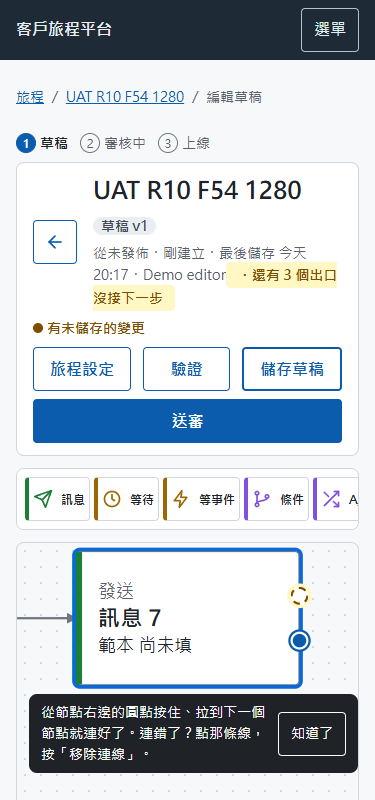 客戶旅程平台
選單
旅程 / UAT R10 F54 1280 / 編輯草稿
1 草稿 2 審核中 3 上線
UAT R10 F54 1280
草稿 v1
從未發佈・剛建立・最後儲存 今天
20:17・Demo editor ・還有 3 個出口
沒接下一步
有未儲存的變更
旅程設定 驗證 儲存草稿
送審
訊息 等待 等事件 條件 A
發送
訊息 7
範本 尚未填
從節點右邊的圓點按住、拉到下一個
節點就連好了。連錯了？點那條線，
按「移除連線」。
知道了